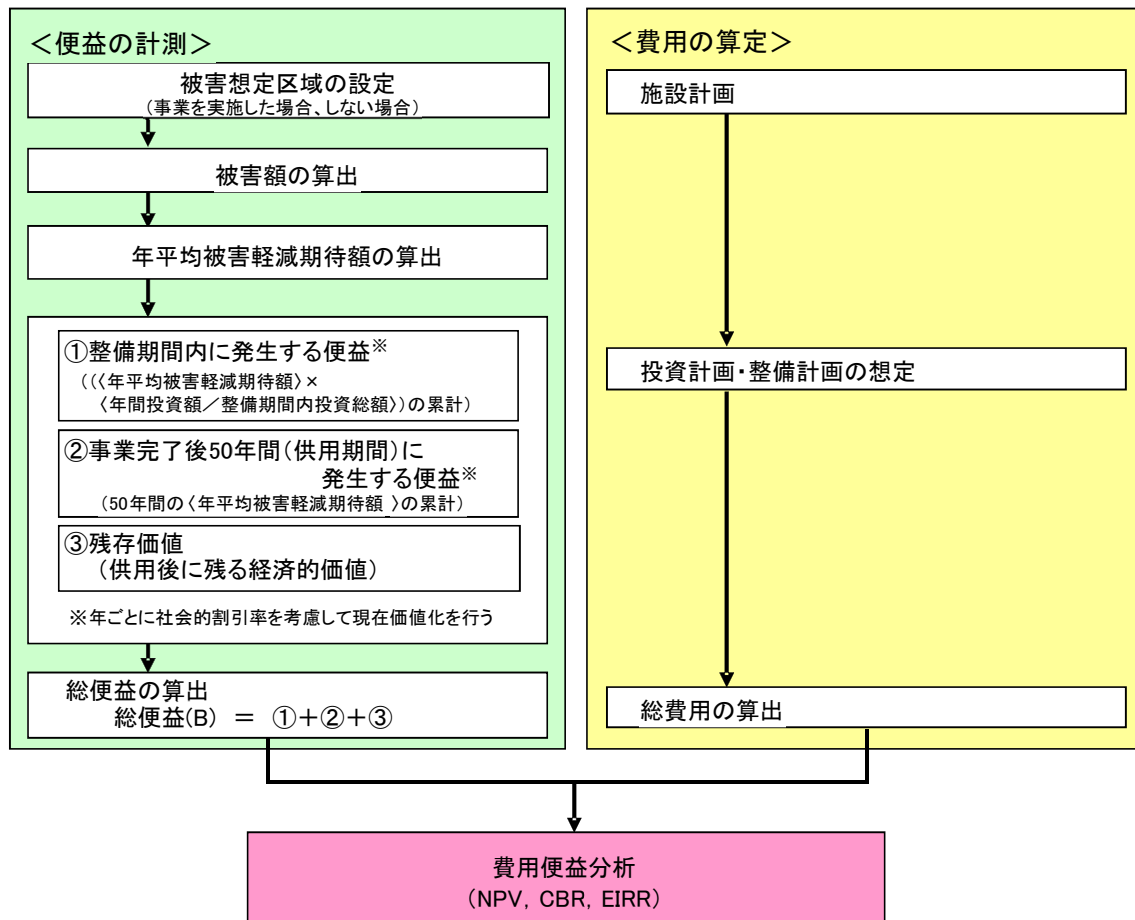 ＜便益の計測＞
被害想定区域の設定
（事業を実施した場合、しない場合）
被害額の算出
年平均被害軽減期待額の算出
①整備期間内に発生する便益※
（（〈年平均被害軽減期待額〉×
〈年間投資額／整備期間内投資総額〉）の累計）
②事業完了後50年間（供用期間）に
発生する便益※
（50年間の〈年平均被害軽減期待額 〉の累計）
③残存価値
（供用後に残る経済的価値）
※年ごとに社会的割引率を考慮して現在価値化を行う
総便益の算出
総便益(B) ＝ ①＋②＋③
＜費用の算定＞
施設計画
投資計画・整備計画の想定
総費用の算出
費用便益分析
（NPV, CBR, EIRR）